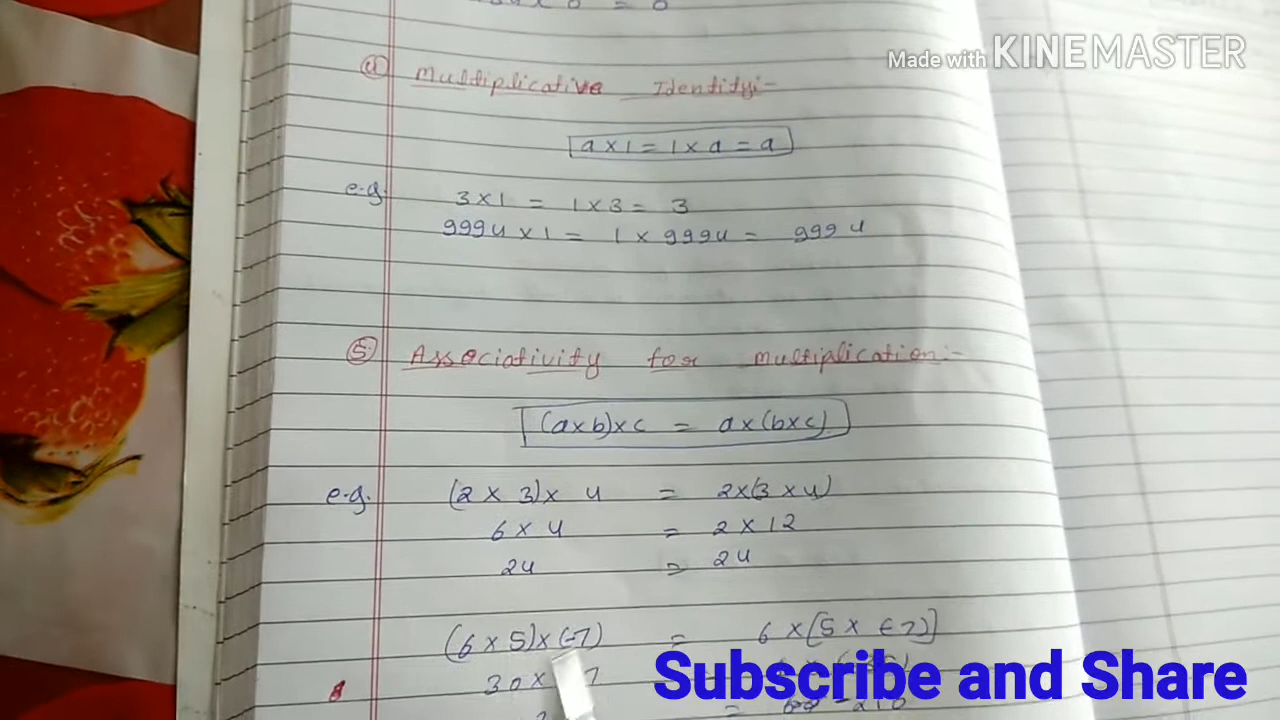 Made with KINEMASTER
④ Multiplicative Identity:-
a×1 = 1×a = a
e.g. 3×1 = 1×3 = 3
9994 × 1 = 1 × 9994 = 9994
⑤ Associativity for multiplication:-
(a×b)×c = a×(b×c)
e.g. (2 × 3)× 4 = 2×(3 × 4)
6 × 4 = 2 × 12
24 = 24
(6 × 5)×(-7) = 6 ×[5 × (-7)]
30×
Subscribe and Share